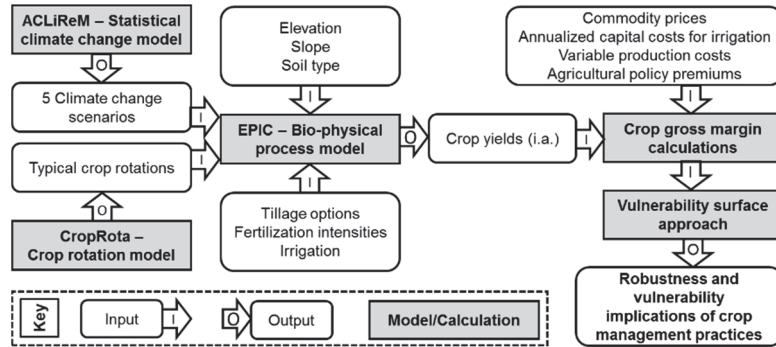 ACLiReM – Statistical
climate change model
O
5 Climate change
scenarios
I
Typical crop rotations
I
O
CropRota –
Crop rotation model
Elevation
Slope
Soil type
I
EPIC – Bio-physical
process model
I
Tillage options
Fertilization intensities
Irrigation
O
Crop yields (i.a.)
I
Commodity prices
Annualized capital costs for irrigation
Variable production costs
Agricultural policy premiums
I
Crop gross margin
calculations
I
Vulnerability surface
approach
O
Robustness and
vulnerability
implications of crop
management practices
Key
Input
I
O
Output
Model/Calculation